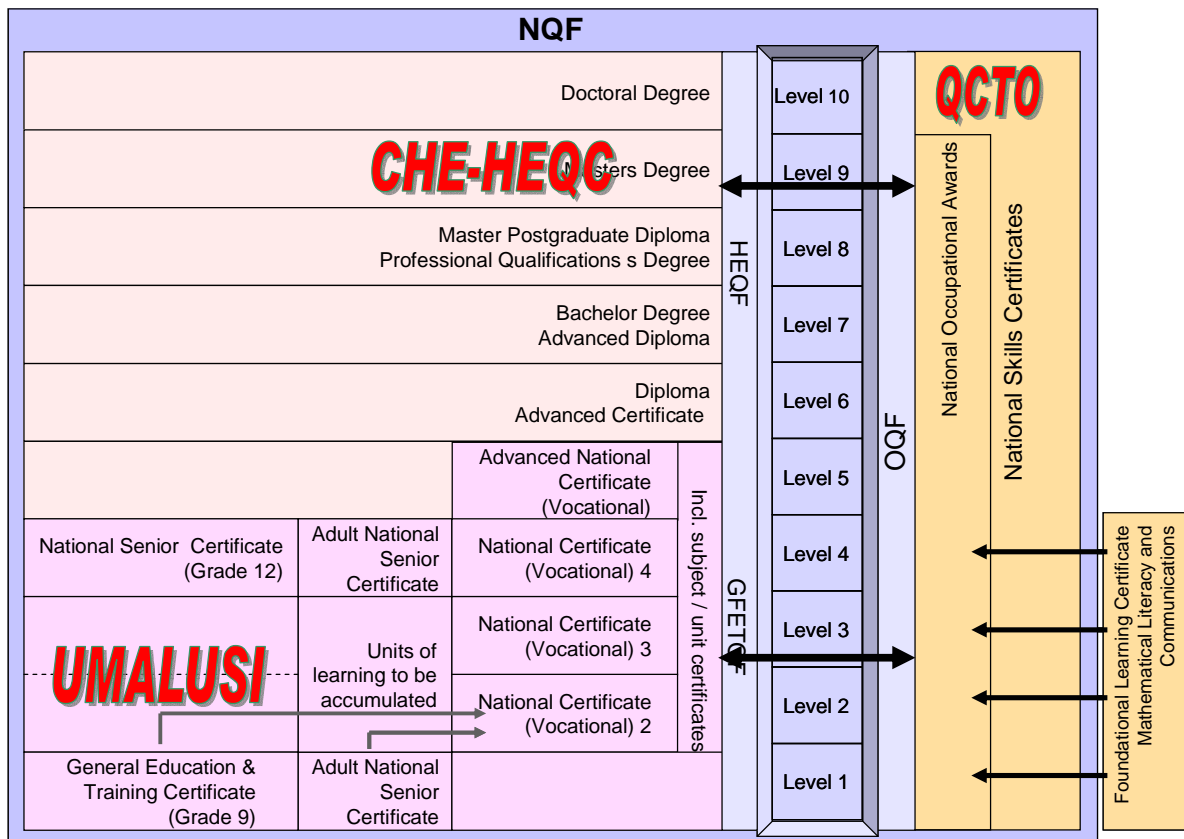 NQF
Doctoral Degree
CHE-HEQC
Masters Degree
Master Postgraduate Diploma
Professional Qualifications s Degree
Bachelor Degree
Advanced Diploma
Diploma
Advanced Certificate
Advanced National
Certificate
(Vocational)
National Senior Certificate
(Grade 12)
Adult National
Senior
Certificate
National Certificate
(Vocational) 4
UMALUSI
Units of
learning to be
accumulated
National Certificate
(Vocational) 3
National Certificate
(Vocational) 2
General Education &
Training Certificate
(Grade 9)
Adult National
Senior
Certificate
Incl. subject / unit certificates
HEQF
GFETQF
Level 10
Level 9
Level 8
Level 7
Level 6
Level 5
Level 4
Level 3
Level 2
Level 1
OQF
QCTO
National Occupational Awards
National Skills Certificates
Foundational Learning Certificate
Mathematical Literacy and
Communications